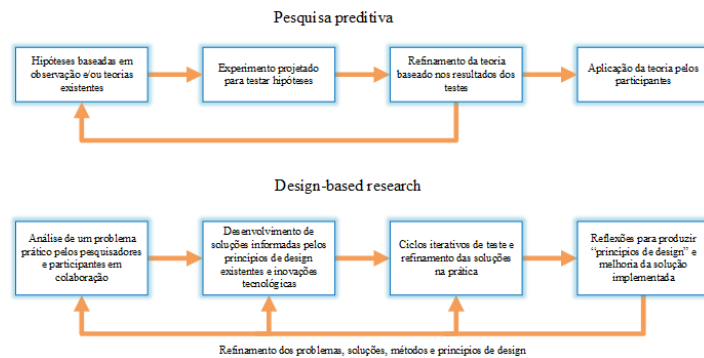 Pesquisa preditiva
Hipóteses baseadas em
observação e/ou teorias
existentes
Experimento projetado
para testar hipóteses
Refinamento da teoria
baseado nos resultados dos
testes
Aplicação da teoria pelos
participantes
Design-based research
Análise de um problema
prático pelos pesquisadores
e participantes em
colaboração
Desenvolvimento de
soluções informadas pelos
princípios de design
existentes e inovações
tecnológicas
Ciclos iterativos de teste e
refinamento das soluções
na prática
Reflexões para produzir
“princípios de design” e
melhoria da solução
implementada
Refinamento dos problemas, soluções, métodos e princípios de design